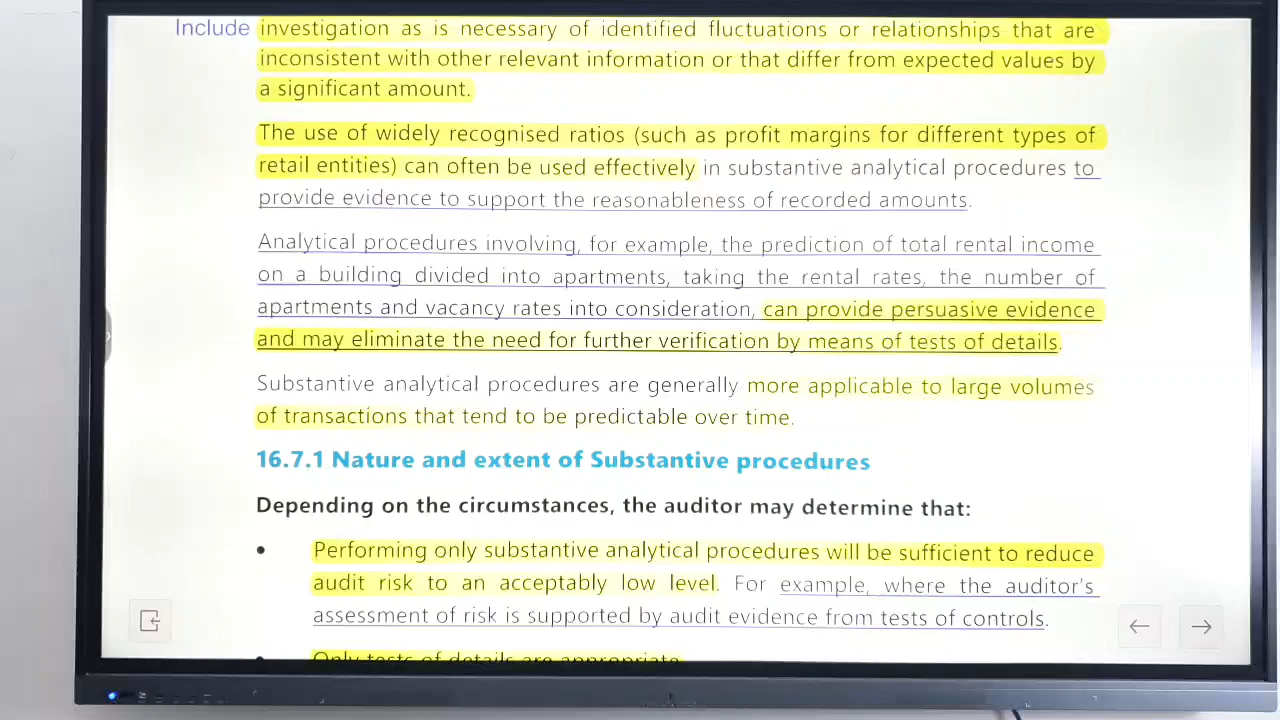 Include investigation as is necessary of identified fluctuations or relationships that are
inconsistent with other relevant information or that differ from expected values by
a significant amount.
The use of widely recognised ratios (such as profit margins for different types of
retail entities) can often be used effectively in substantive analytical procedures to
provide evidence to support the reasonableness of recorded amounts.
Analytical procedures involving, for example, the prediction of total rental income
on a building divided into apartments, taking the rental rates, the number of
apartments and vacancy rates into consideration, can provide persuasive evidence
and may eliminate the need for further verification by means of tests of details.
Substantive analytical procedures are generally more applicable to large volumes
of transactions that tend to be predictable over time.
16.7.1 Nature and extent of Substantive procedures
Depending on the circumstances, the auditor may determine that:
• Performing only substantive analytical procedures will be sufficient to reduce
audit risk to an acceptably low level. For example, where the auditor's
assessment of risk is supported by audit evidence from tests of controls.
• Only tests of details are appropriate.